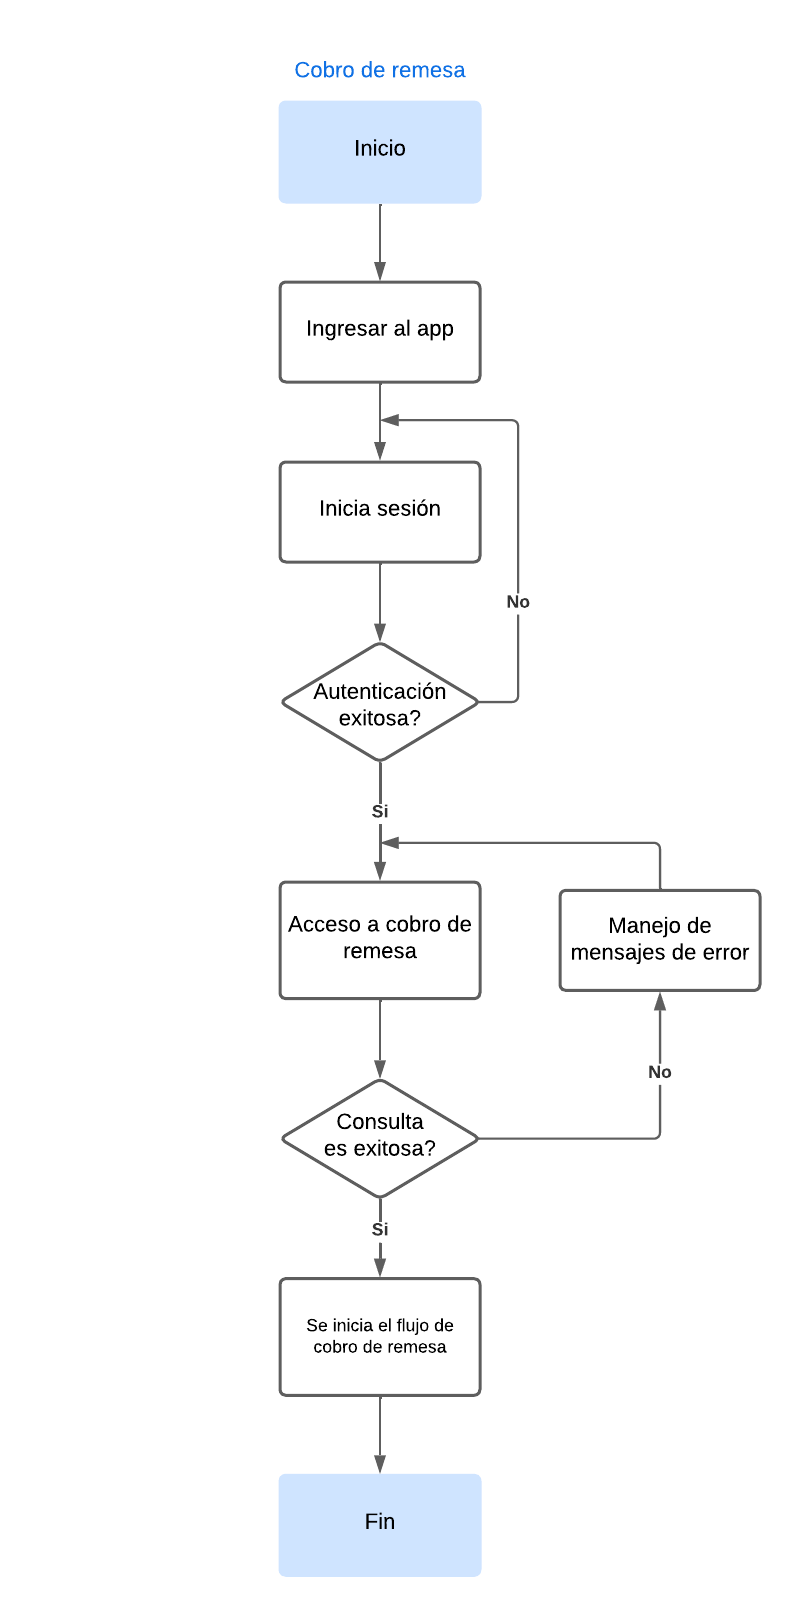 Cobro de remesa
Inicio
Ingresar al app
Inicia sesión
No
Autenticación
exitosa?
Si
Acceso a cobro de
remesa
Manejo de
mensajes de error
No
Consulta
es exitosa?
Si
Se inicia el flujo de
cobro de remesa
Fin